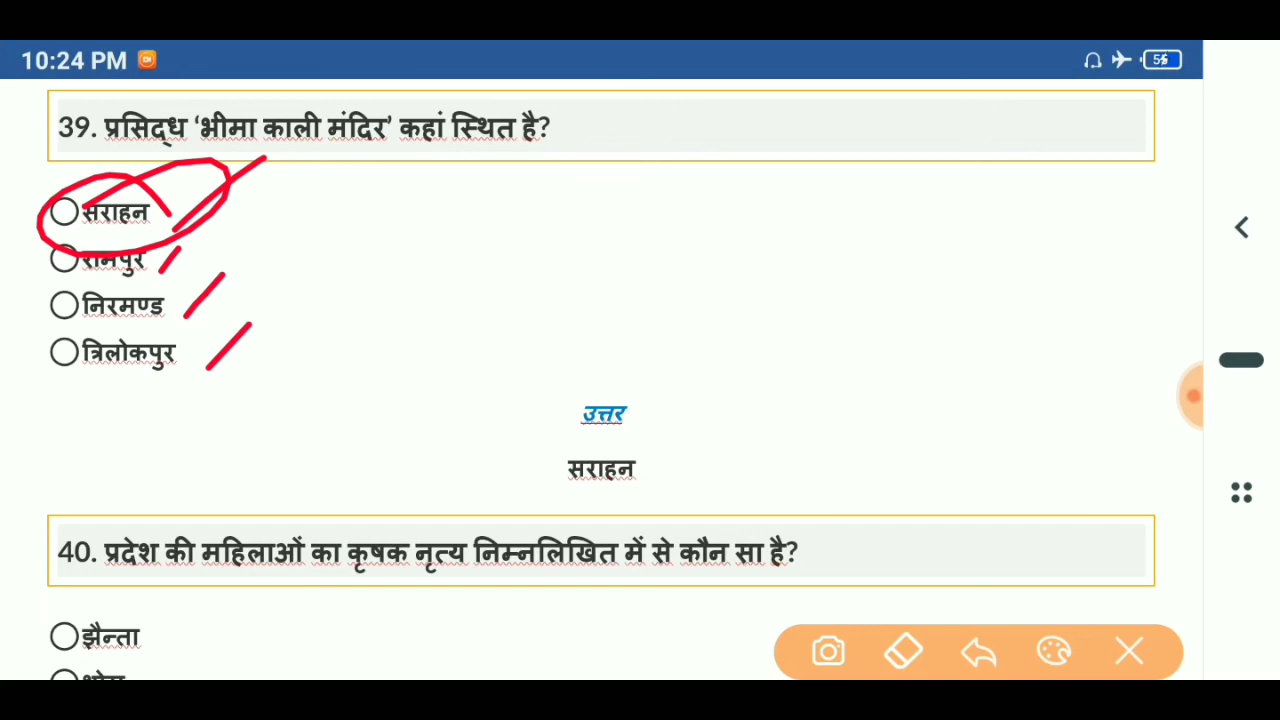 10:24 PM
39. प्रसिद्ध ‘भीमा काली मंदिर’ कहां स्थित है?
सराहन
रामपुर
निरमण्ड
त्रिलोकपुर
उत्तर
सराहन
40. प्रदेश की महिलाओं का कृषक नृत्य निम्नलिखित में से कौन सा है?
झैन्ता